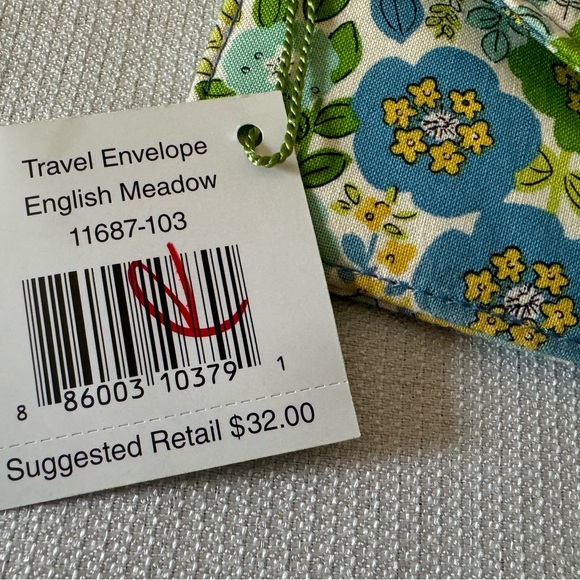 Travel Envelope
English Meadow
11687-103
8 86003 10379 1
Suggested Retail $32.00